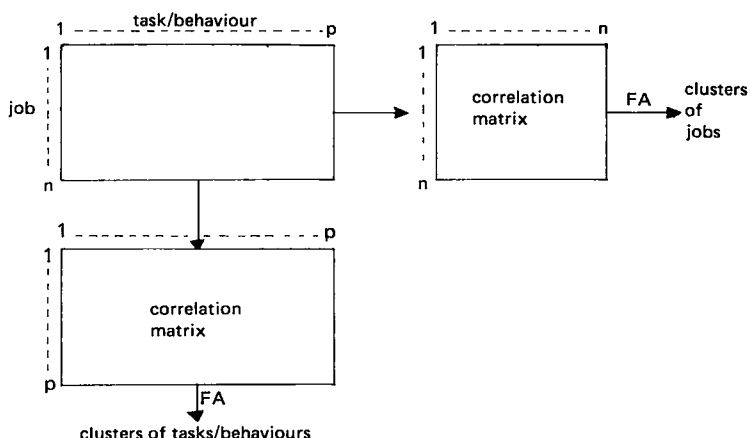 task/behaviour
1 p
1
job
n
1 n
1
correlation
matrix
n
FA
clusters
of
jobs
1 p
1
correlation
matrix
p
FA
clusters of tasks/behaviours